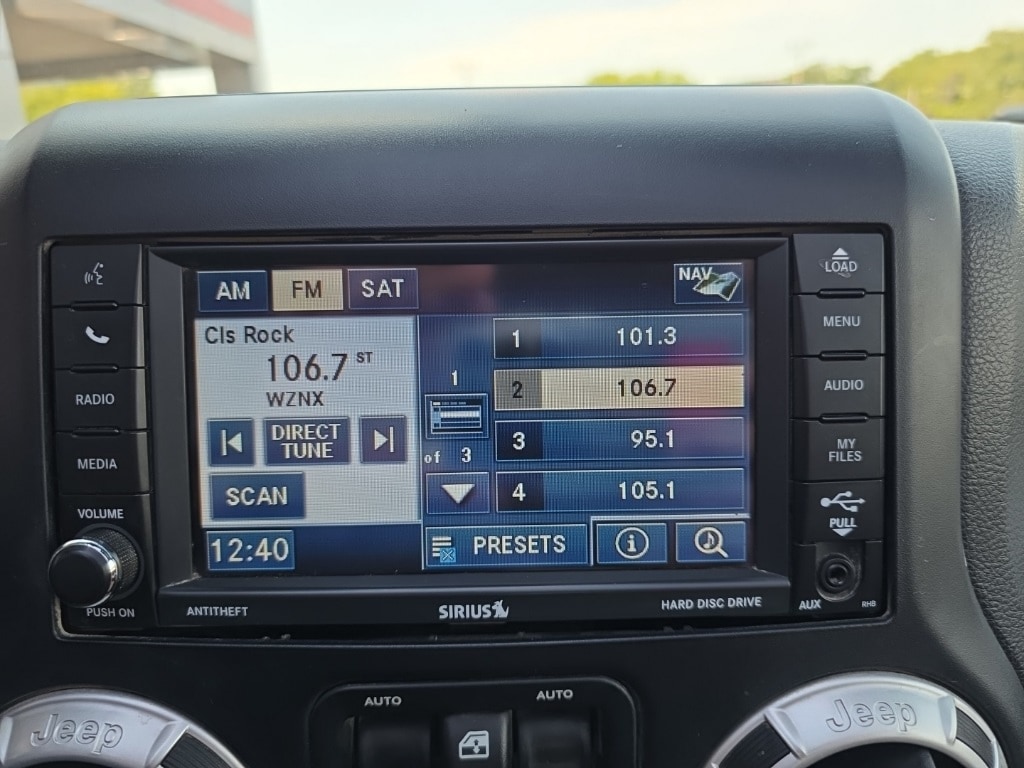 AM FM SAT NAV
Cls Rock
106.7 ST
WZNX
DIRECT
TUNE
SCAN
12:40
1
of 3
1 101.3
2 106.7
3 95.1
4 105.1
PRESETS
RADIO
MEDIA
VOLUME
PUSH ON
LOAD
MENU
AUDIO
MY
FILES
PULL
AUX
RHB
ANTITHEFT
SIRIUS
HARD DISC DRIVE
AUTO
AUTO
Jeep
Jeep